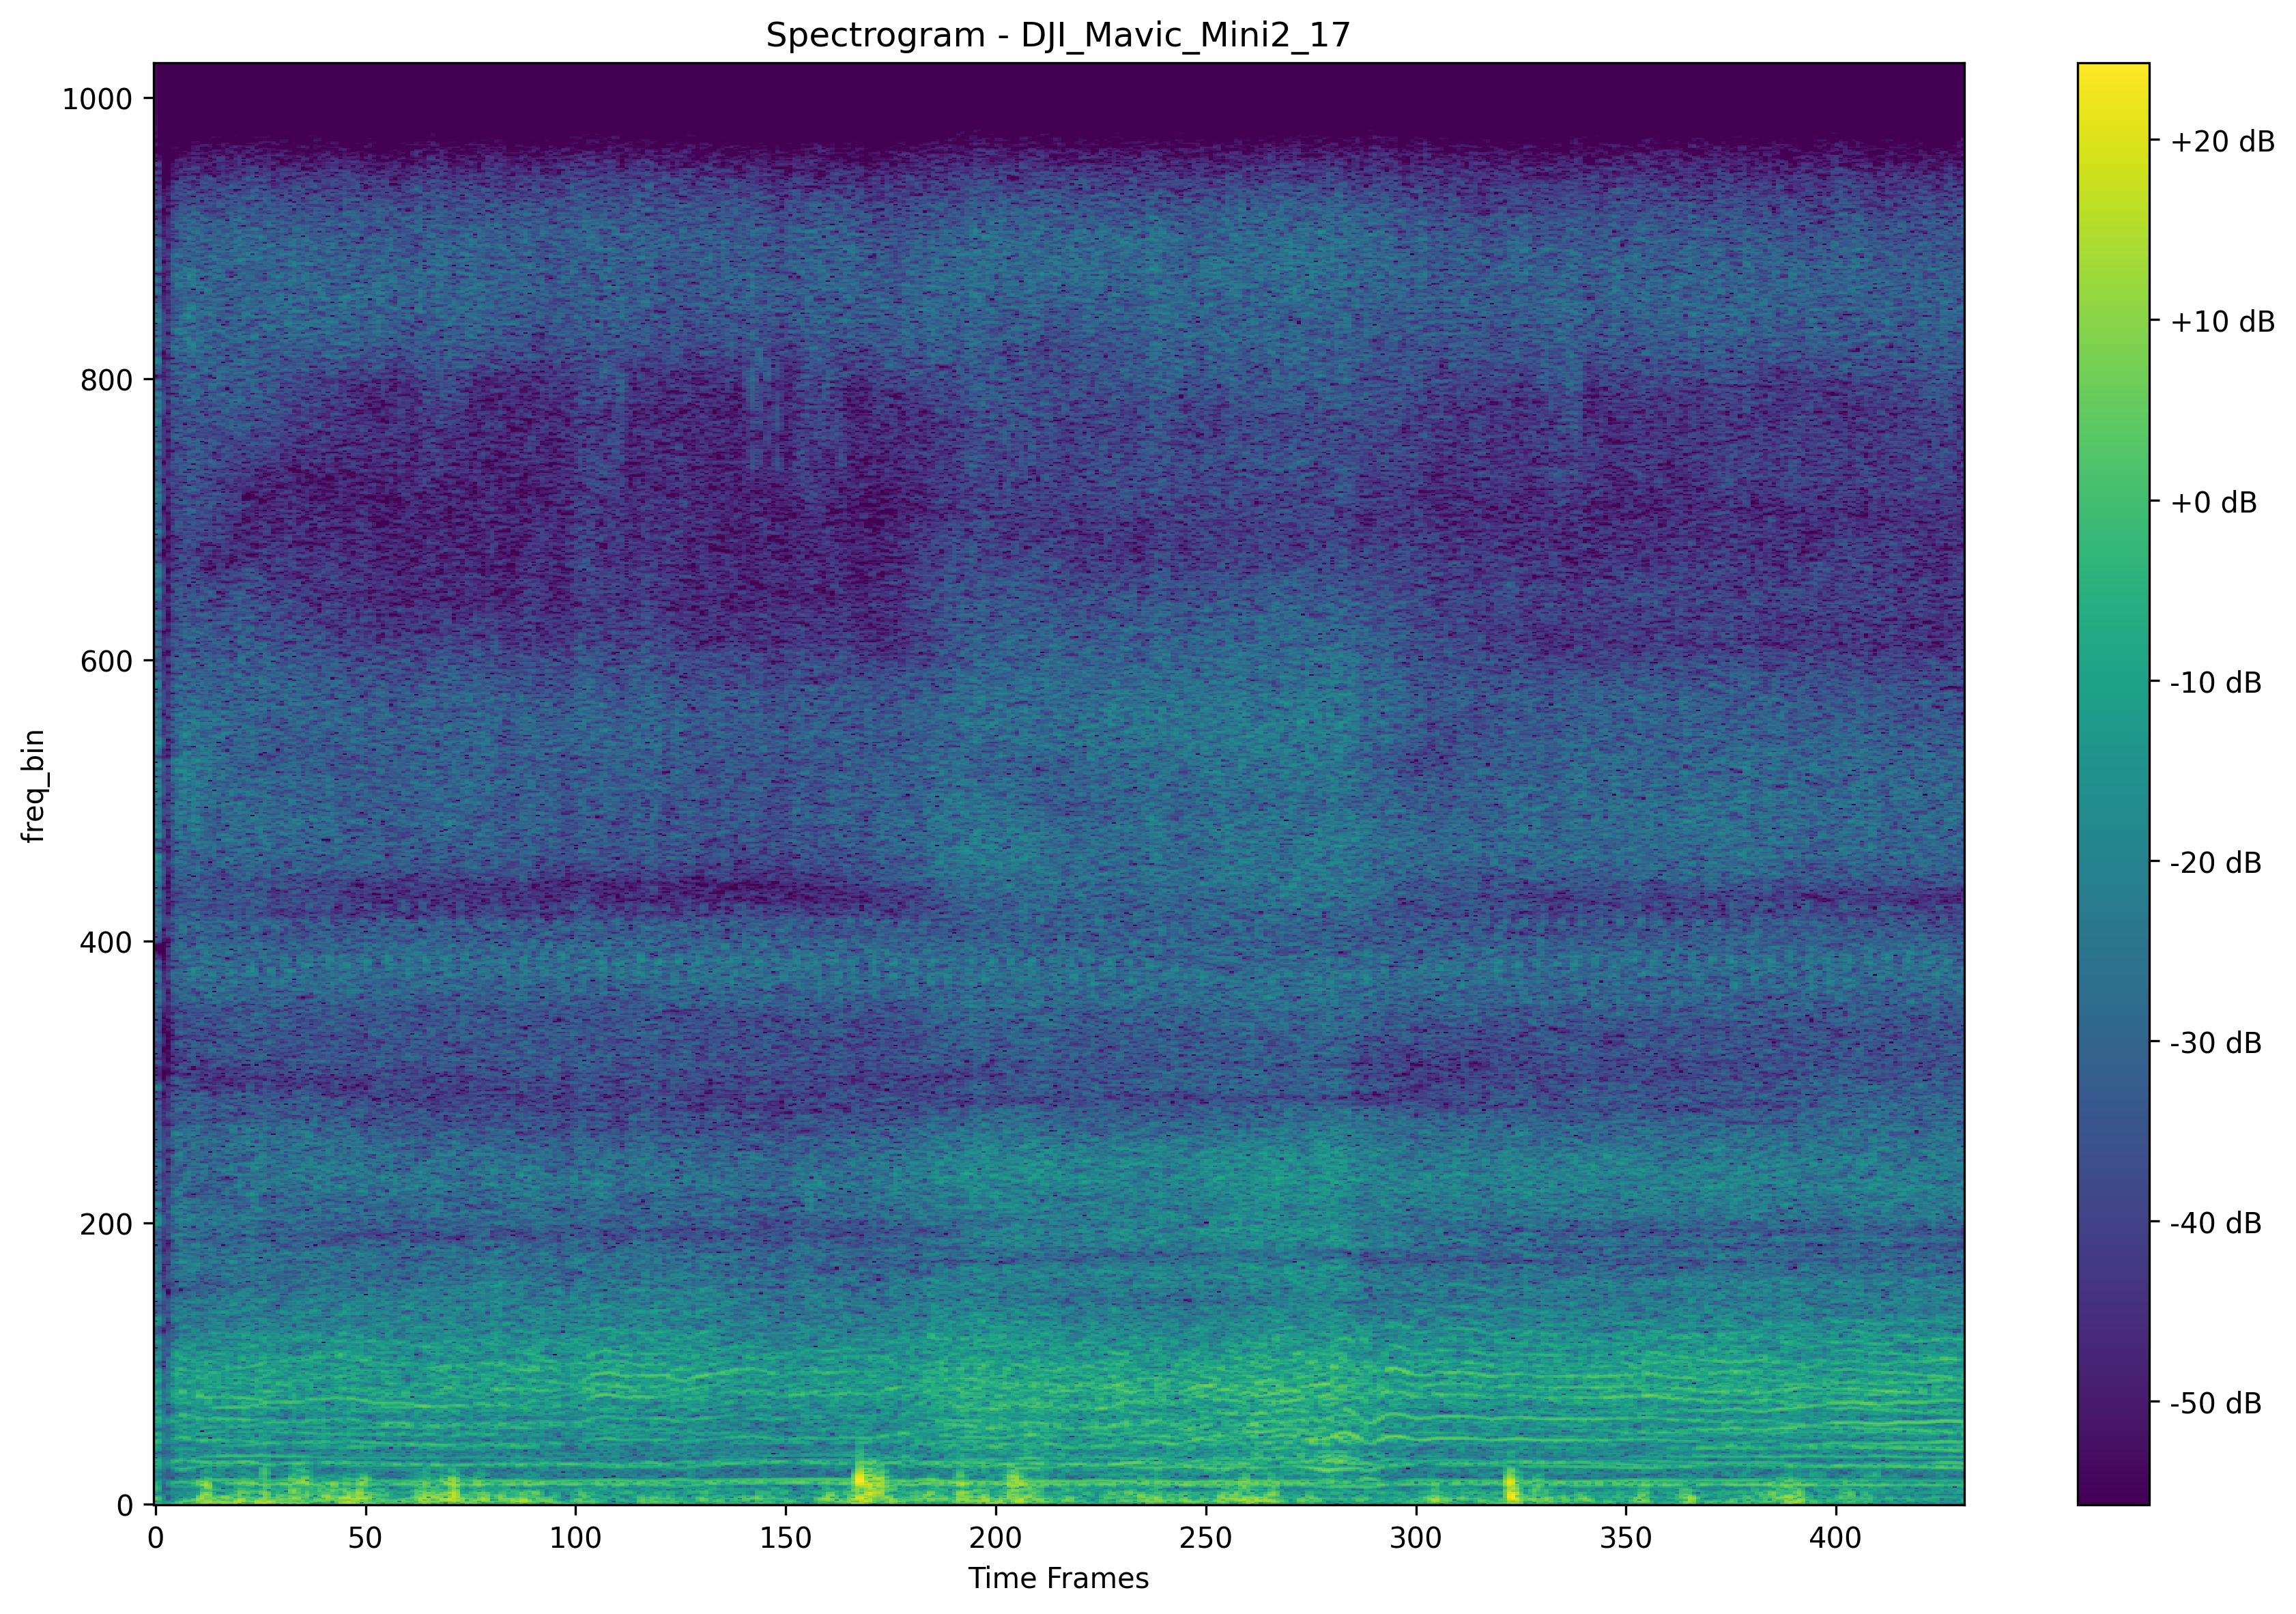 Spectrogram - DJI_Mavic_Mini2_17
1000
800
600
400
200
0
freq_bin
0 50 100 150 200 250 300 350 400
Time Frames
+20 dB
+10 dB
+0 dB
-10 dB
-20 dB
-30 dB
-40 dB
-50 dB